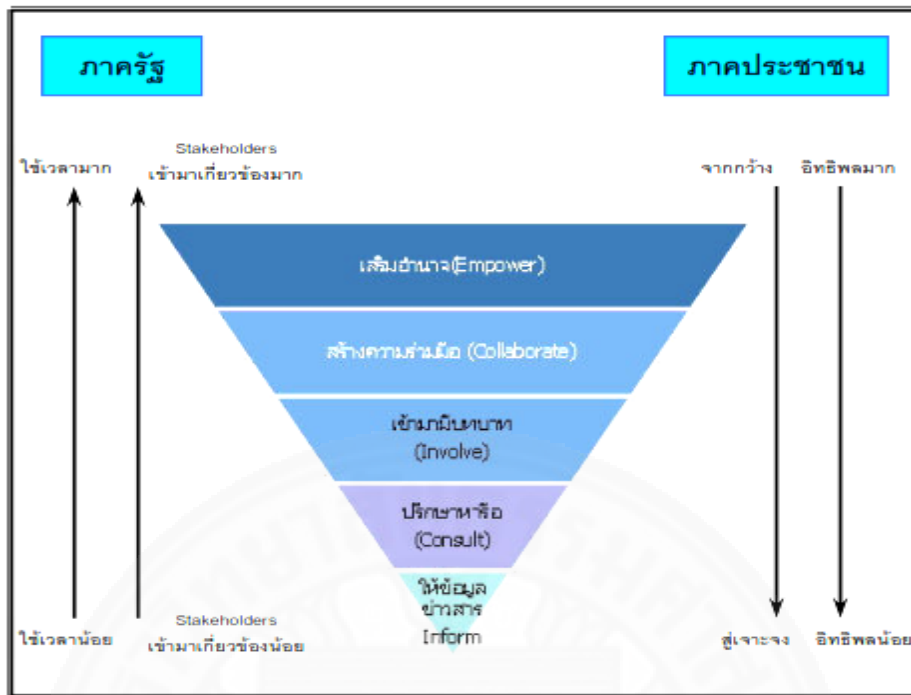 ภาครัฐ
ภาคประชาชน
Stakeholders
ใช้เวลามาก
เข้ามาเกี่ยวข้องมาก
จากกว้าง
อิทธิพลมาก
เสริมอำนาจ(Empower)
สร้างความร่วมมือ (Collaborate)
เข้ามามีบทบาท
(Involve)
ปรึกษาหารือ
(Consult)
ให้ข้อมูล
ข่าวสาร
Inform
Stakeholders
ใช้เวลาน้อย
เข้ามาเกี่ยวข้องน้อย
สู่เจาะจง
อิทธิพลน้อย